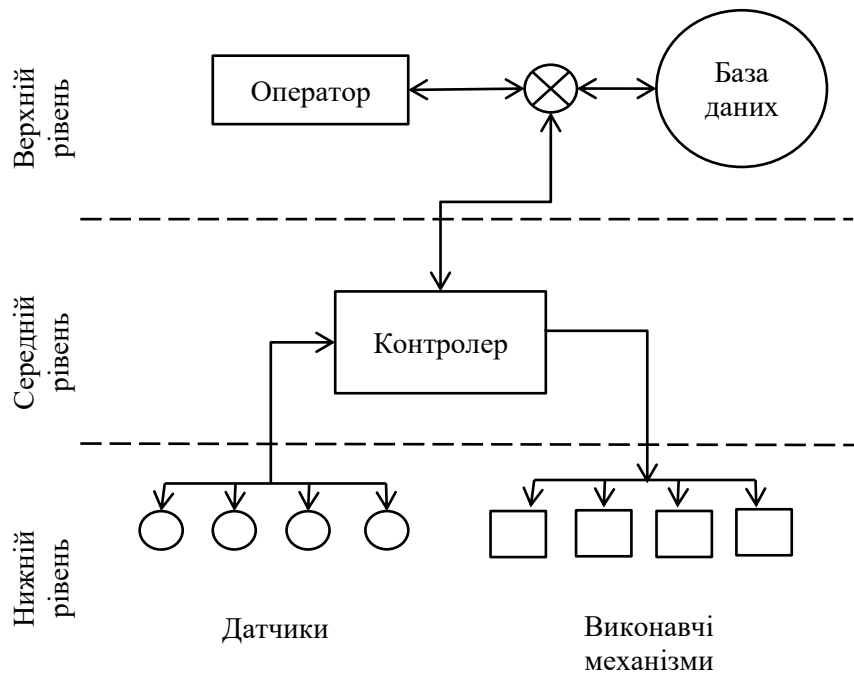 Верхній
рівень
Оператор
База
даних
Середній
рівень
Контролер
Нижній
рівень
Датчики
Виконавчі
механізми